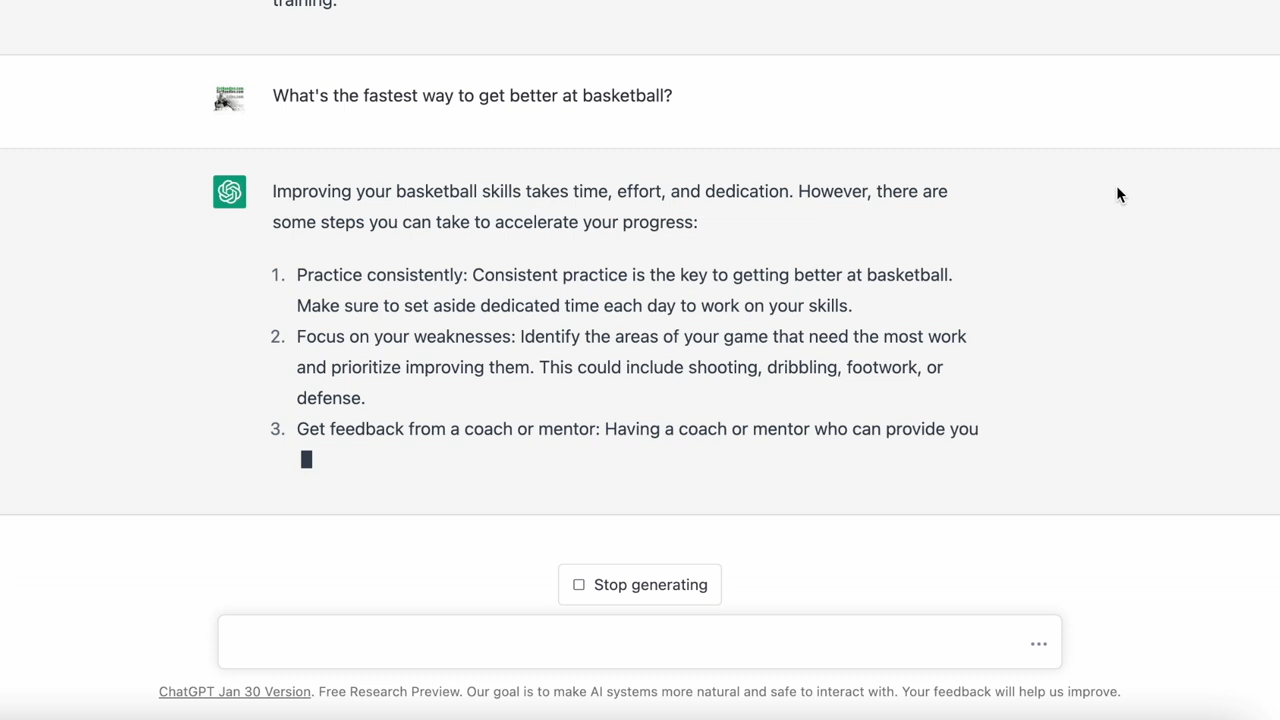 training.
What's the fastest way to get better at basketball?
Improving your basketball skills takes time, effort, and dedication. However, there are
some steps you can take to accelerate your progress:
1. Practice consistently: Consistent practice is the key to getting better at basketball.
Make sure to set aside dedicated time each day to work on your skills.
2. Focus on your weaknesses: Identify the areas of your game that need the most work
and prioritize improving them. This could include shooting, dribbling, footwork, or
defense.
3. Get feedback from a coach or mentor: Having a coach or mentor who can provide you
Stop generating
ChatGPT Jan 30 Version. Free Research Preview. Our goal is to make AI systems more natural and safe to interact with. Your feedback will help us improve.